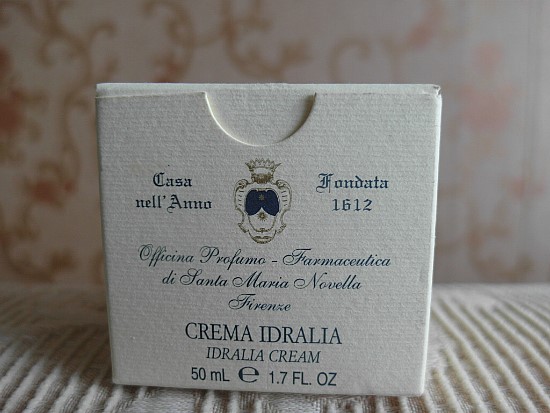 Casa Fondata
nell'Anno 1612
Officina Profumo - Farmaceutica
di Santa Maria Novella
Firenze
CREMA IDRALIA
IDRALIA CREAM
50 mL ℮ 1.7 FL. OZ